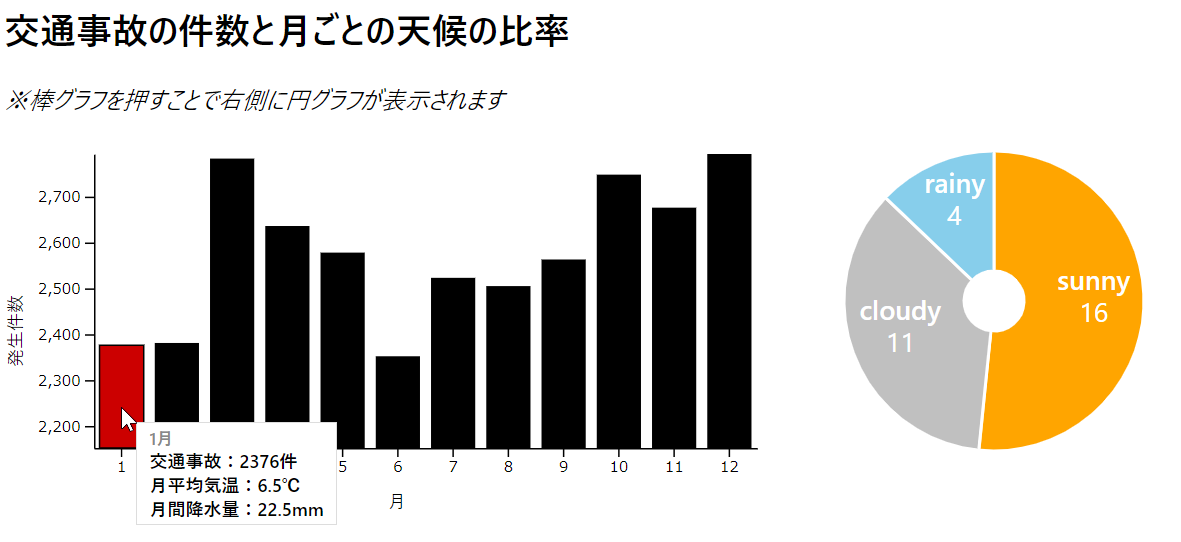 交通事故の件数と月ごとの天候の比率
※棒グラフを押すことで右側に円グラフが表示されます
発生件数
2,700
2,600
2,500
2,400
2,300
2,200
1
5
6
7
8
9
10
11
12
月
1月
交通事故：2376件
月平均気温：6.5℃
月間降水量：22.5mm
rainy
4
sunny
16
cloudy
11